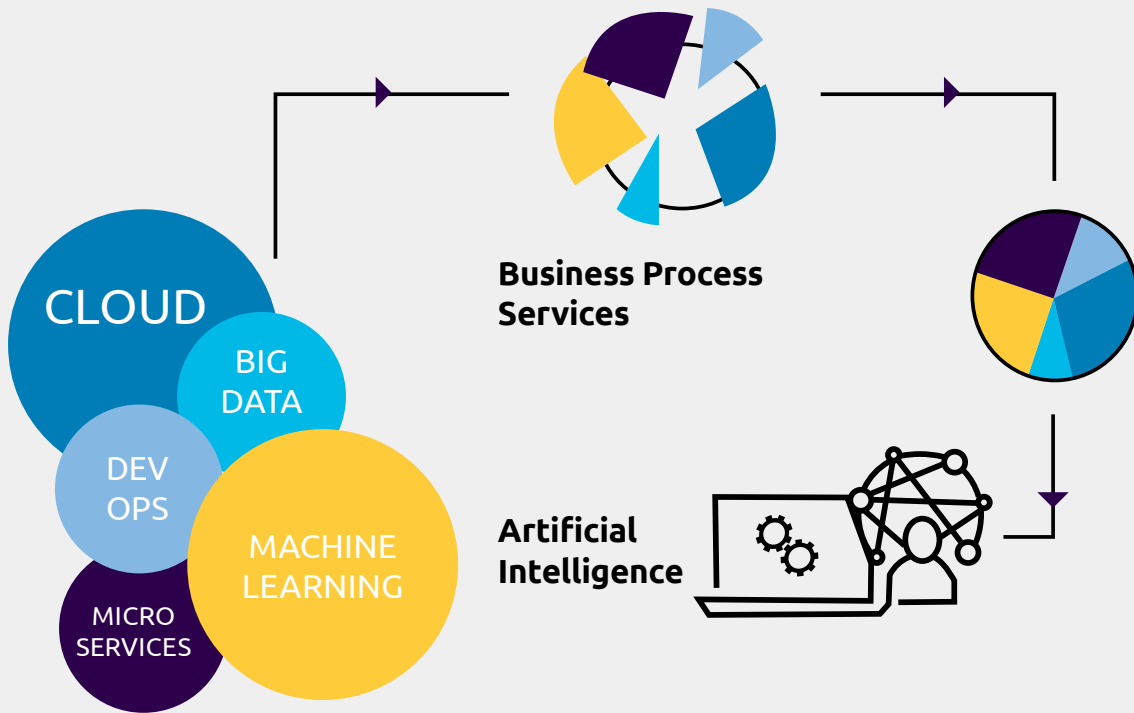 CLOUD
BIG
DATA
DEV
OPS
MACHINE
LEARNING
MICRO
SERVICES
Business Process
Services
Artificial
Intelligence